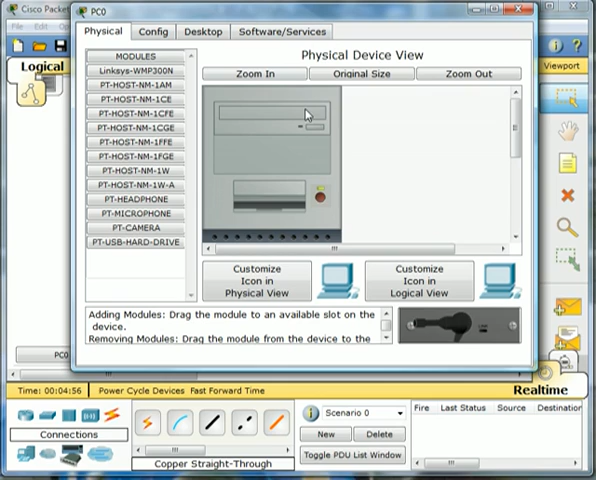 Cisco Packet
PC0
File Edit
Physical
Config
Desktop
Software/Services
Logical
Viewport
MODULES
Linksys-WMP300N
PT-HOST-NM-1AM
PT-HOST-NM-1CE
PT-HOST-NM-1CFE
PT-HOST-NM-1CGE
PT-HOST-NM-1FFE
PT-HOST-NM-1FGE
PT-HOST-NM-1W
PT-HOST-NM-1W-A
PT-HEADPHONE
PT-MICROPHONE
PT-CAMERA
PT-USB-HARD-DRIVE
Physical Device View
Zoom In
Original Size
Zoom Out
Customize
Icon in
Physical View
Customize
Icon in
Logical View
Adding Modules: Drag the module to an available slot on the
device.
Removing Modules: Drag the module from the device to the
PC0
Time: 00:04:56
Power Cycle Devices Fast Forward Time
Realtime
Connections
Copper Straight-Through
Scenario 0
New
Delete
Toggle PDU List Window
Fire
Last Status
Source
Destination